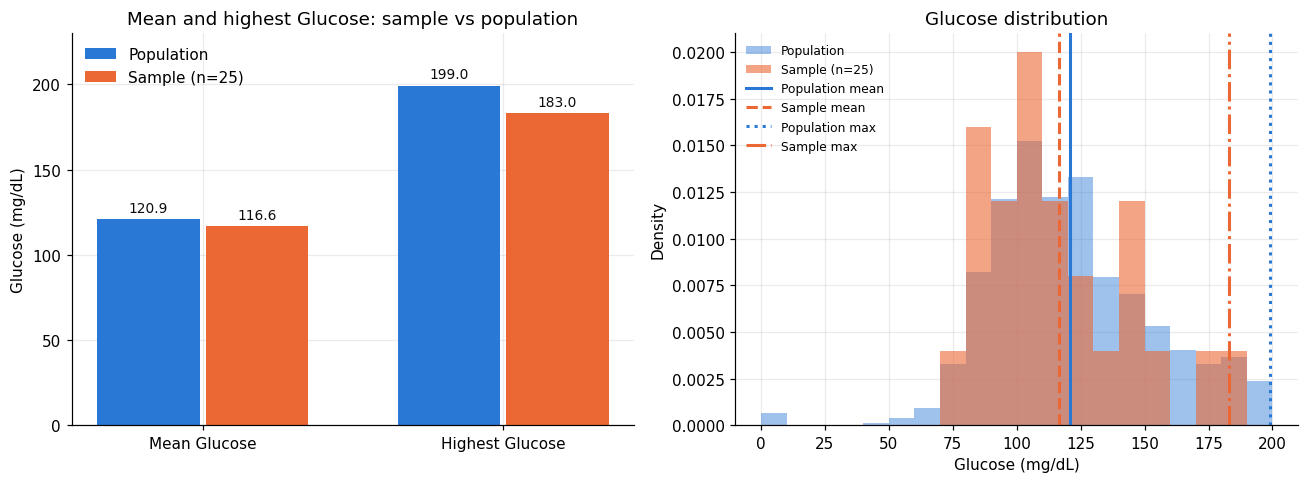 Mean and highest Glucose: sample vs population
Population
Sample (n=25)
199.0
183.0
120.9
116.6
Glucose (mg/dL)
200
150
100
50
0
Mean Glucose
Highest Glucose
Glucose distribution
Population
Sample (n=25)
Population mean
Sample mean
Population max
Sample max
Density
0.0200
0.0175
0.0150
0.0125
0.0100
0.0075
0.0050
0.0025
0.0000
0 25 50 75 100 125 150 175 200
Glucose (mg/dL)